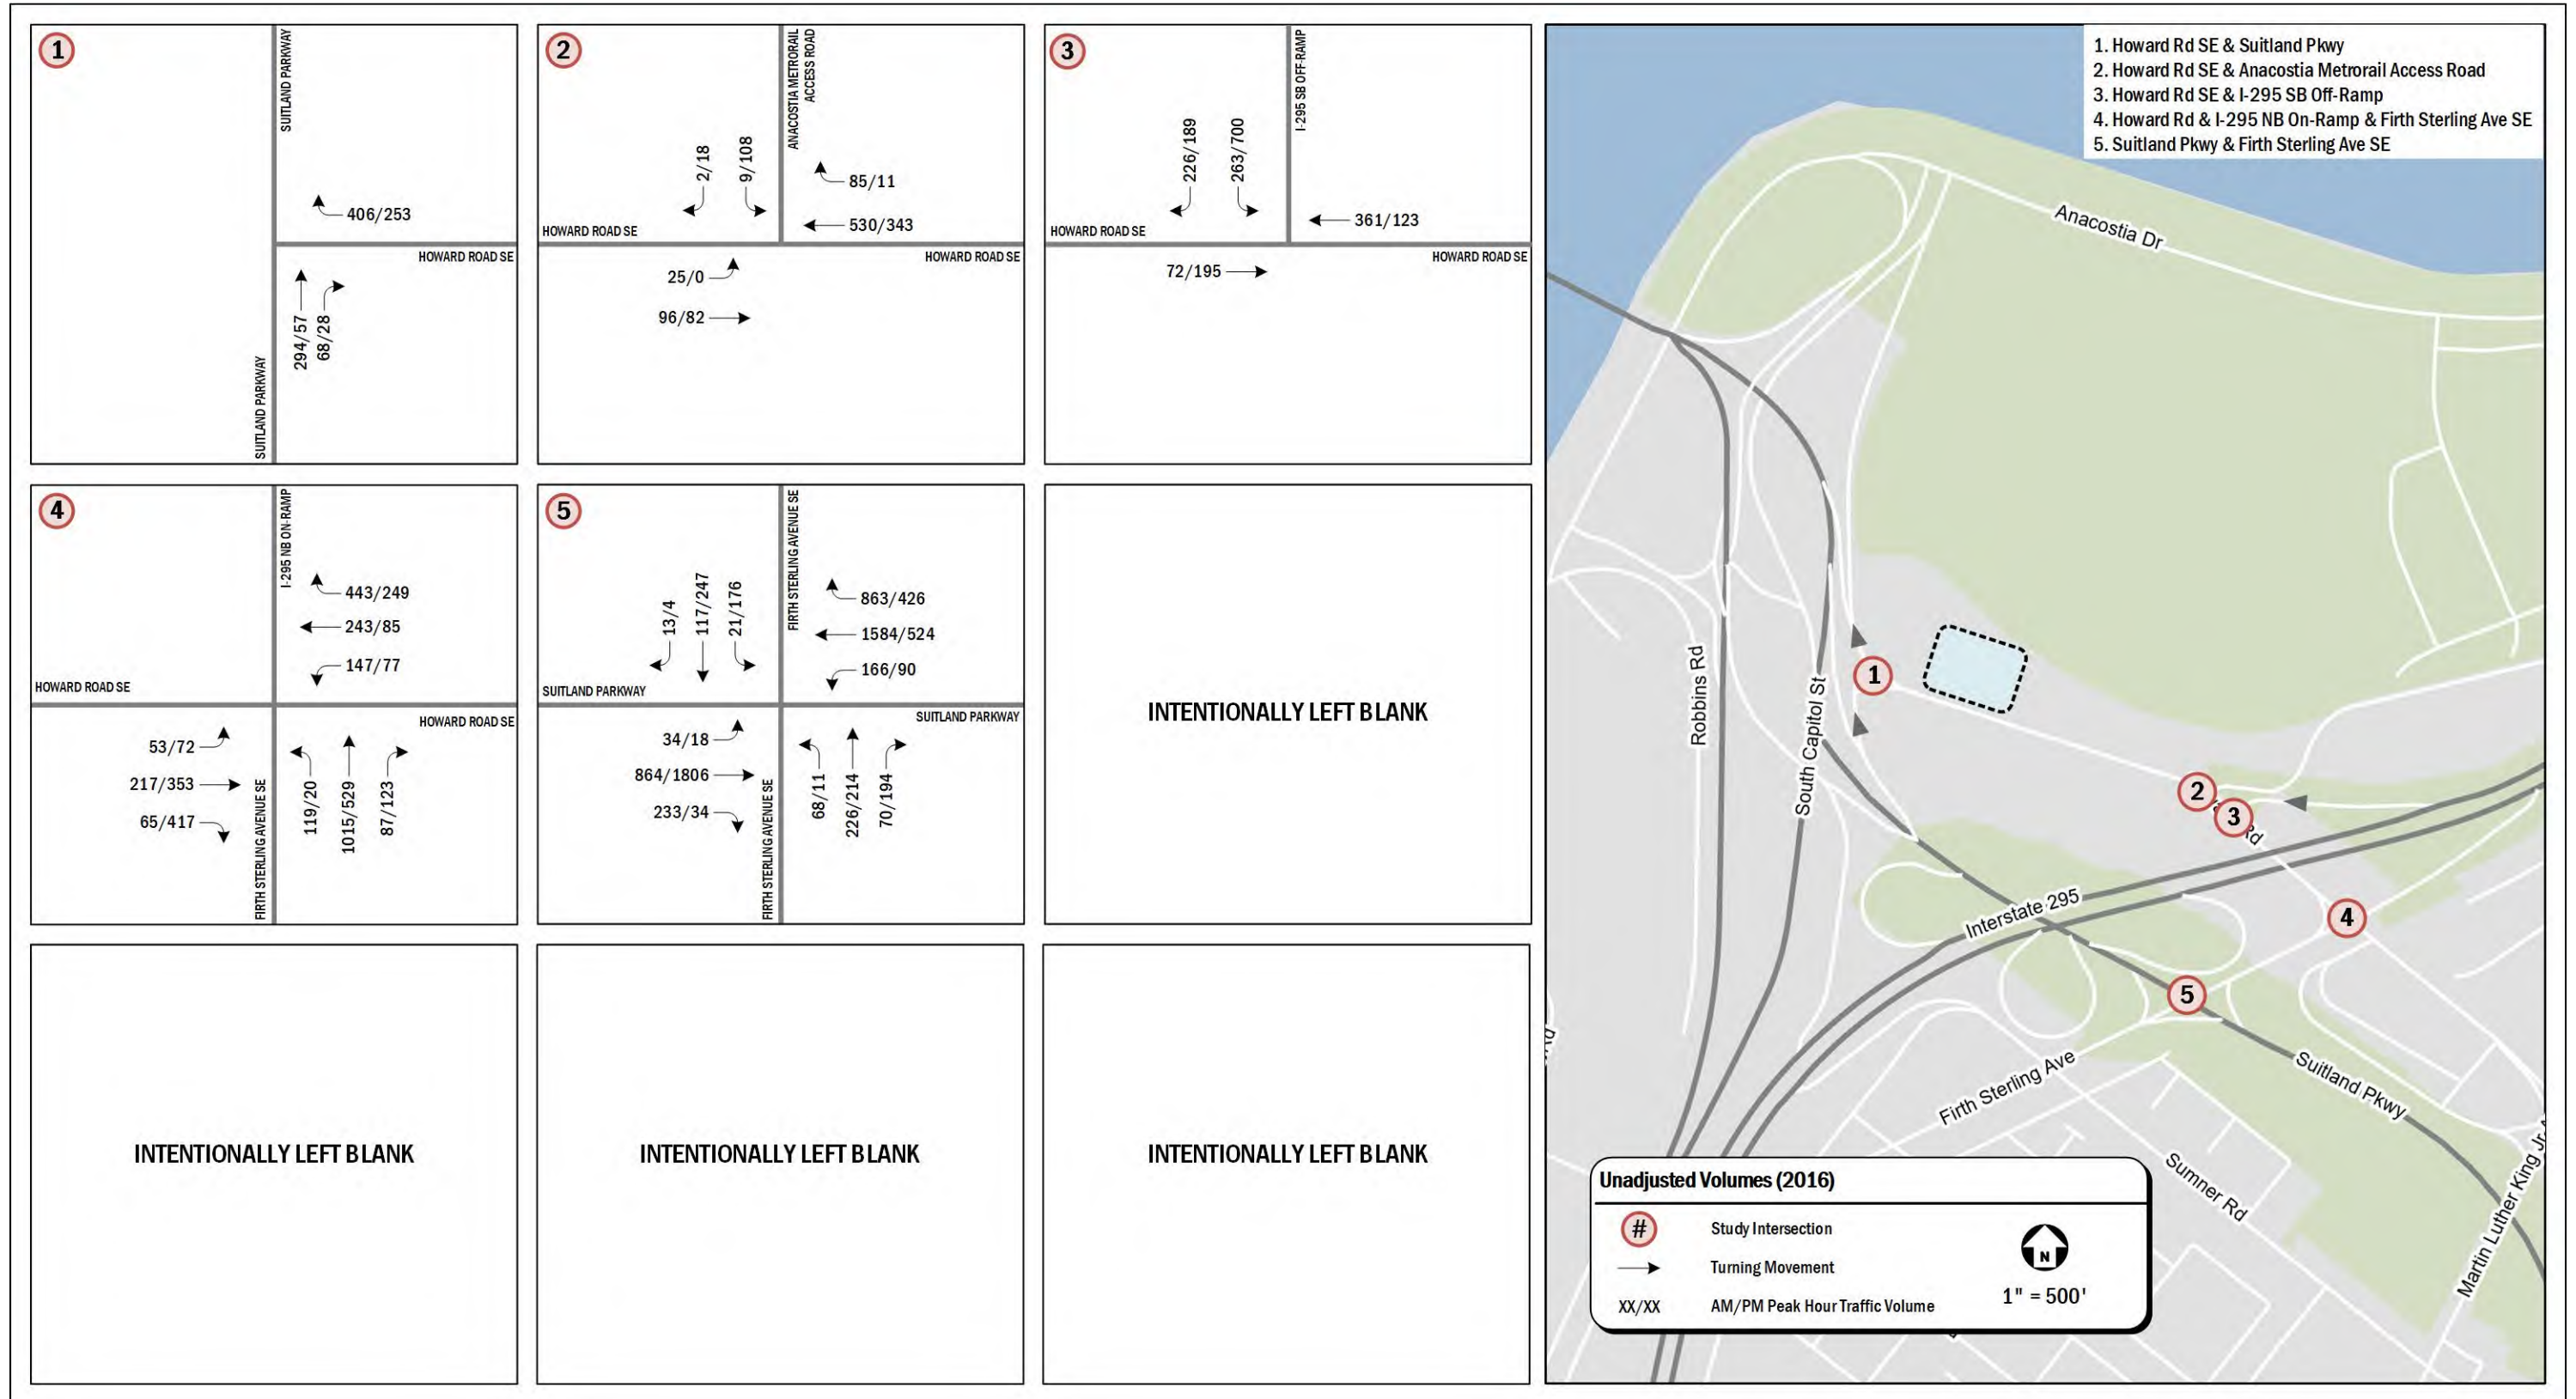 1
SUITLAND PARKWAY
406/253
HOWARD ROAD SE
294/57
68/28
SUITLAND PARKWAY
2
ANACOSTIA METRORAIL
ACCESS ROAD
2/18
9/108
85/11
530/343
HOWARD ROAD SE
HOWARD ROAD SE
25/0
96/82
3
I-295 SB OFF-RAMP
226/189
263/700
361/123
HOWARD ROAD SE
HOWARD ROAD SE
72/195
4
I-295 NB ON-RAMP
443/249
243/85
147/77
HOWARD ROAD SE
HOWARD ROAD SE
53/72
217/353
65/417
119/20
1015/529
87/123
FIRTH STERLING AVENUE SE
5
FIRTH STERLING AVENUE SE
13/4
117/247
21/176
863/426
1584/524
166/90
SUITLAND PARKWAY
SUITLAND PARKWAY
34/18
864/1806
233/34
68/11
226/214
70/194
FIRTH STERLING AVENUE SE
INTENTIONALLY LEFT BLANK
INTENTIONALLY LEFT BLANK
INTENTIONALLY LEFT BLANK
INTENTIONALLY LEFT BLANK
1. Howard Rd SE & Suitland Pkwy
2. Howard Rd SE & Anacostia Metrorail Access Road
3. Howard Rd SE & I-295 SB Off-Ramp
4. Howard Rd & I-295 NB On-Ramp & Firth Sterling Ave SE
5. Suitland Pkwy & Firth Sterling Ave SE
Anacostia Dr
Robbins Rd
South Capitol St
1
2
3
Rd
4
Interstate 295
5
Firth Sterling Ave
Suitland Pkwy
Sumner Rd
Martin Luther King Jr
Unadjusted Volumes (2016)
# Study Intersection
Turning Movement
XX/XX AM/PM Peak Hour Traffic Volume
N
1" = 500'